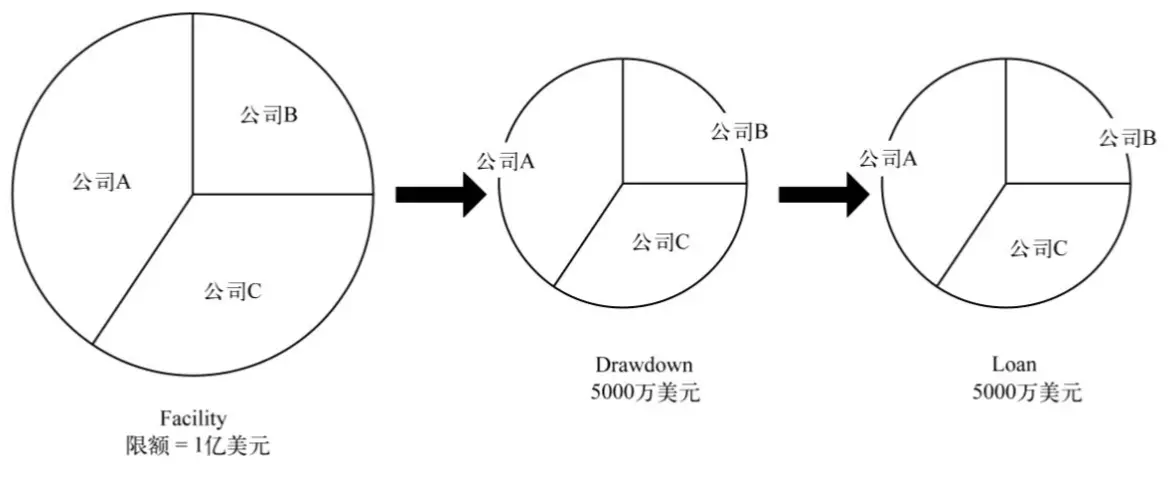 公司A
公司B
公司C
Facility
限额 = 1亿美元
公司A
公司B
公司C
Drawdown
5000万美元
公司A
公司B
公司C
Loan
5000万美元